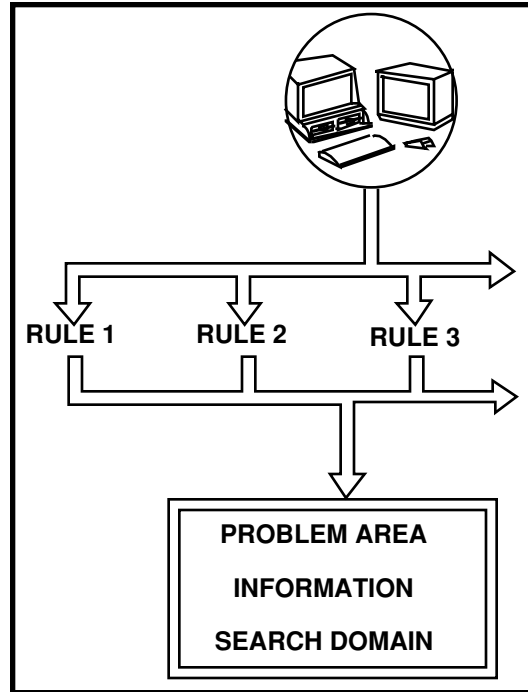 RULE 1 RULE 2 RULE 3
PROBLEM AREA
INFORMATION
SEARCH DOMAIN